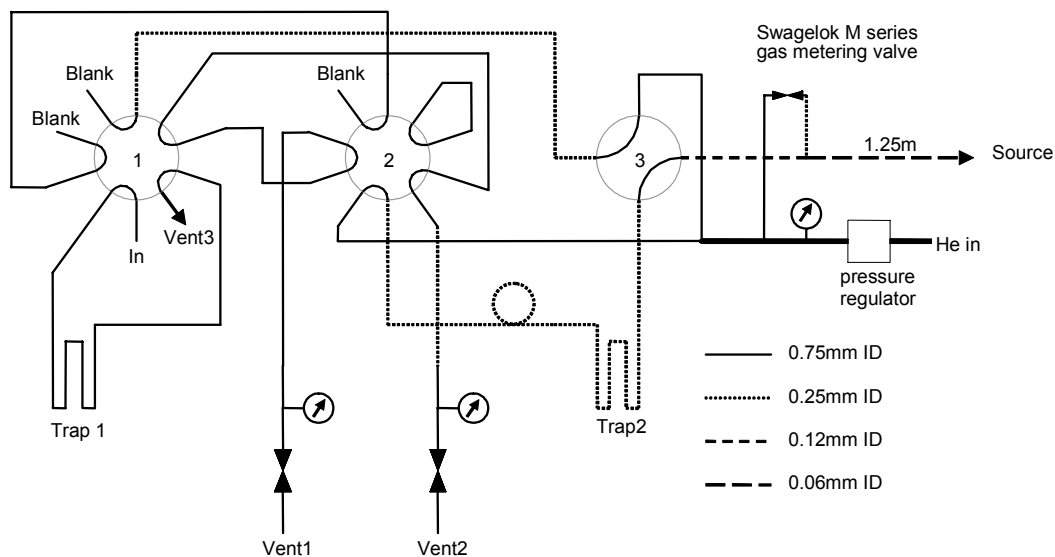 Swagelok M series
gas metering valve
Blank
Blank
Blank
1
2
3
1.25m
Source
Vent3
In
He in
pressure
regulator
0.75mm ID
0.25mm ID
0.12mm ID
0.06mm ID
Trap 1
Trap2
Vent1
Vent2